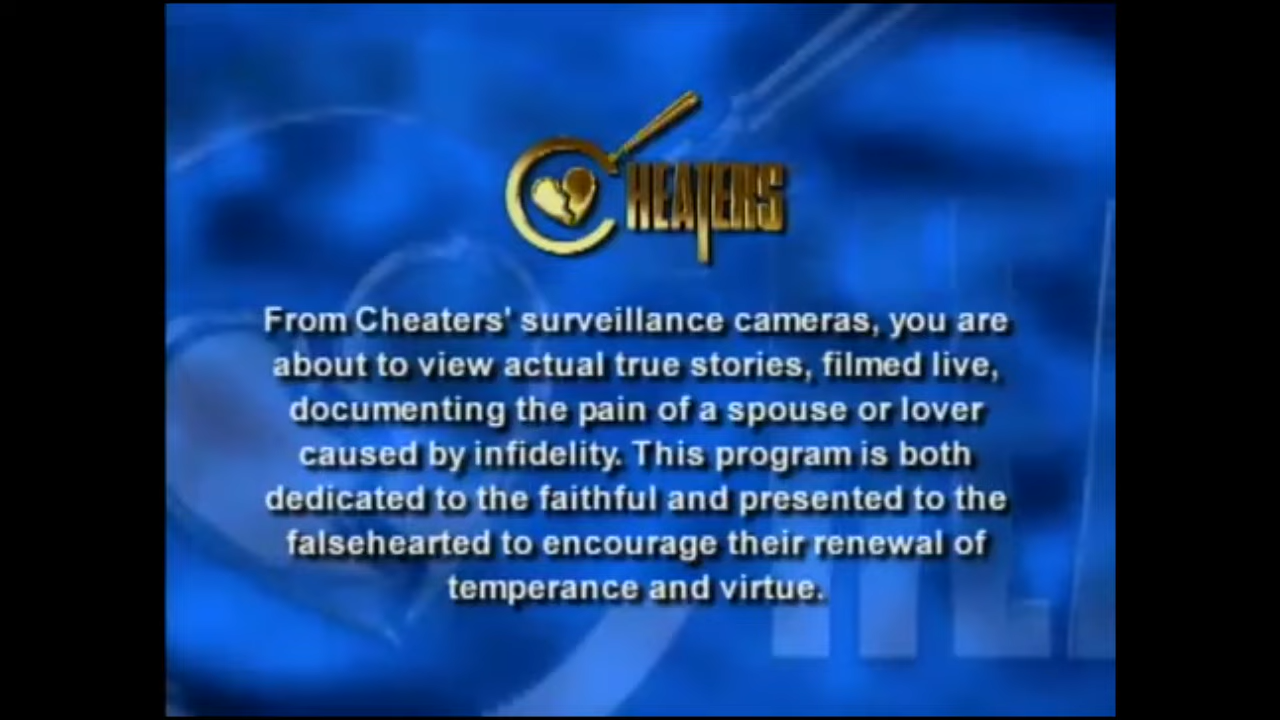 CHEATERS
From Cheaters' surveillance cameras, you are
about to view actual true stories, filmed live,
documenting the pain of a spouse or lover
caused by infidelity. This program is both
dedicated to the faithful and presented to the
falsehearted to encourage their renewal of
temperance and virtue.